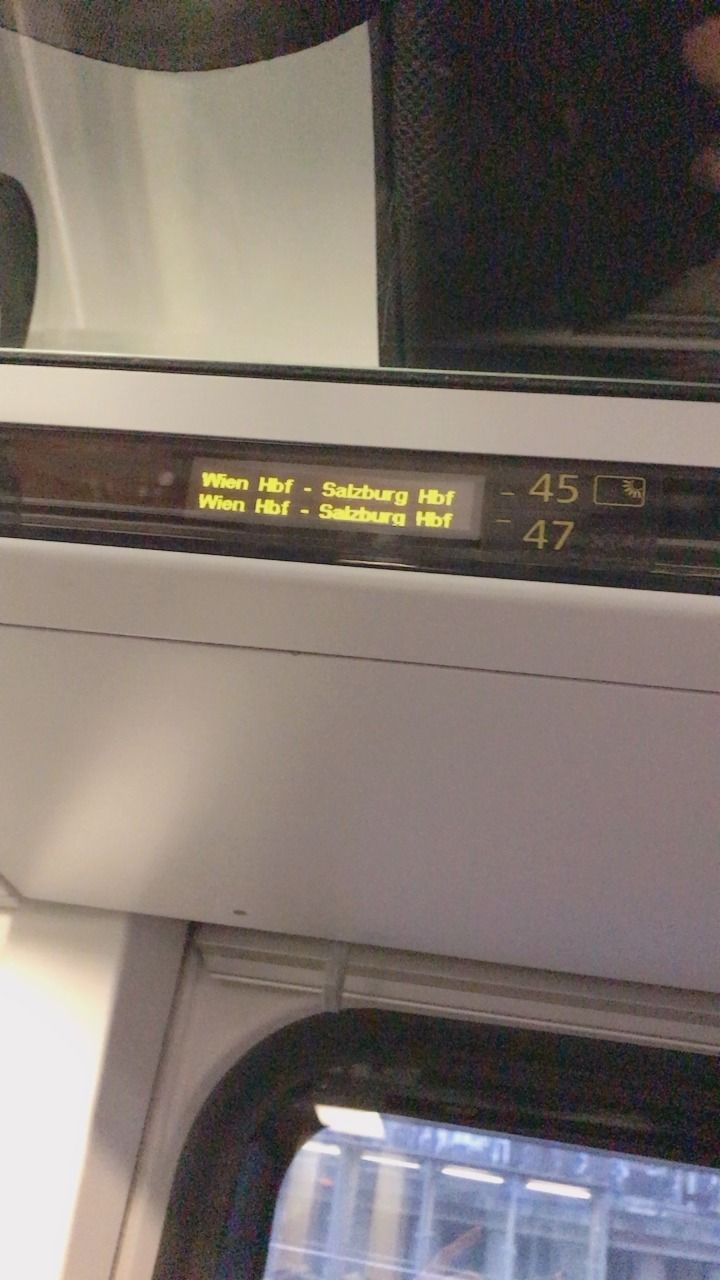 Wien Hbf - Salzburg Hbf - 45
Wien Hbf - Salzburg Hbf - 47